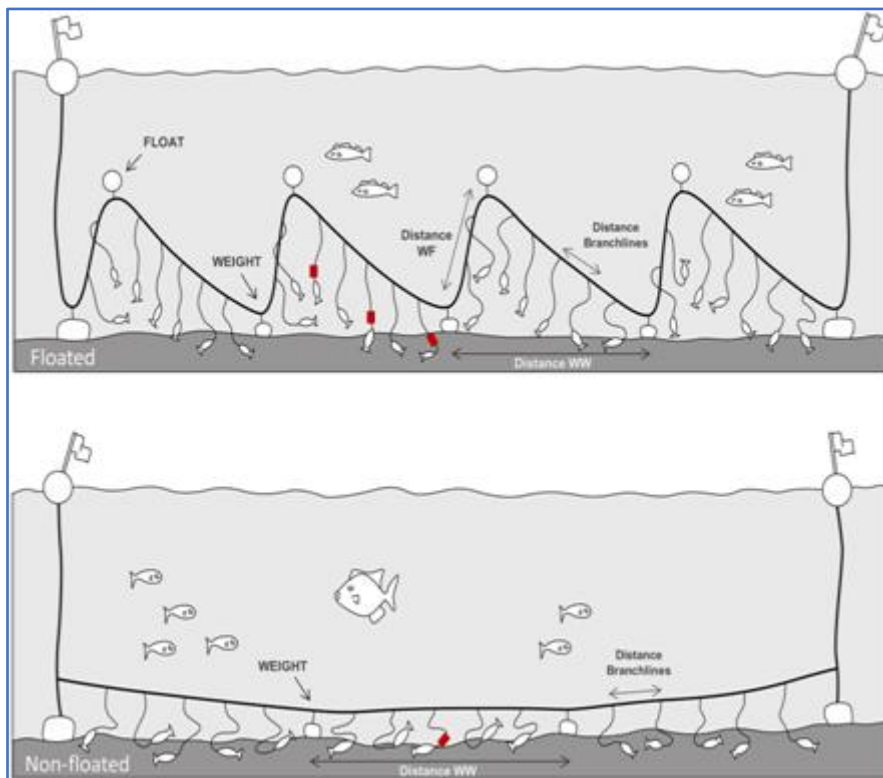 FLOAT
WEIGHT
Distance
WF
Distance
Branchlines
Distance WW
Floated
WEIGHT
Distance
Branchlines
Distance WW
Non-floated